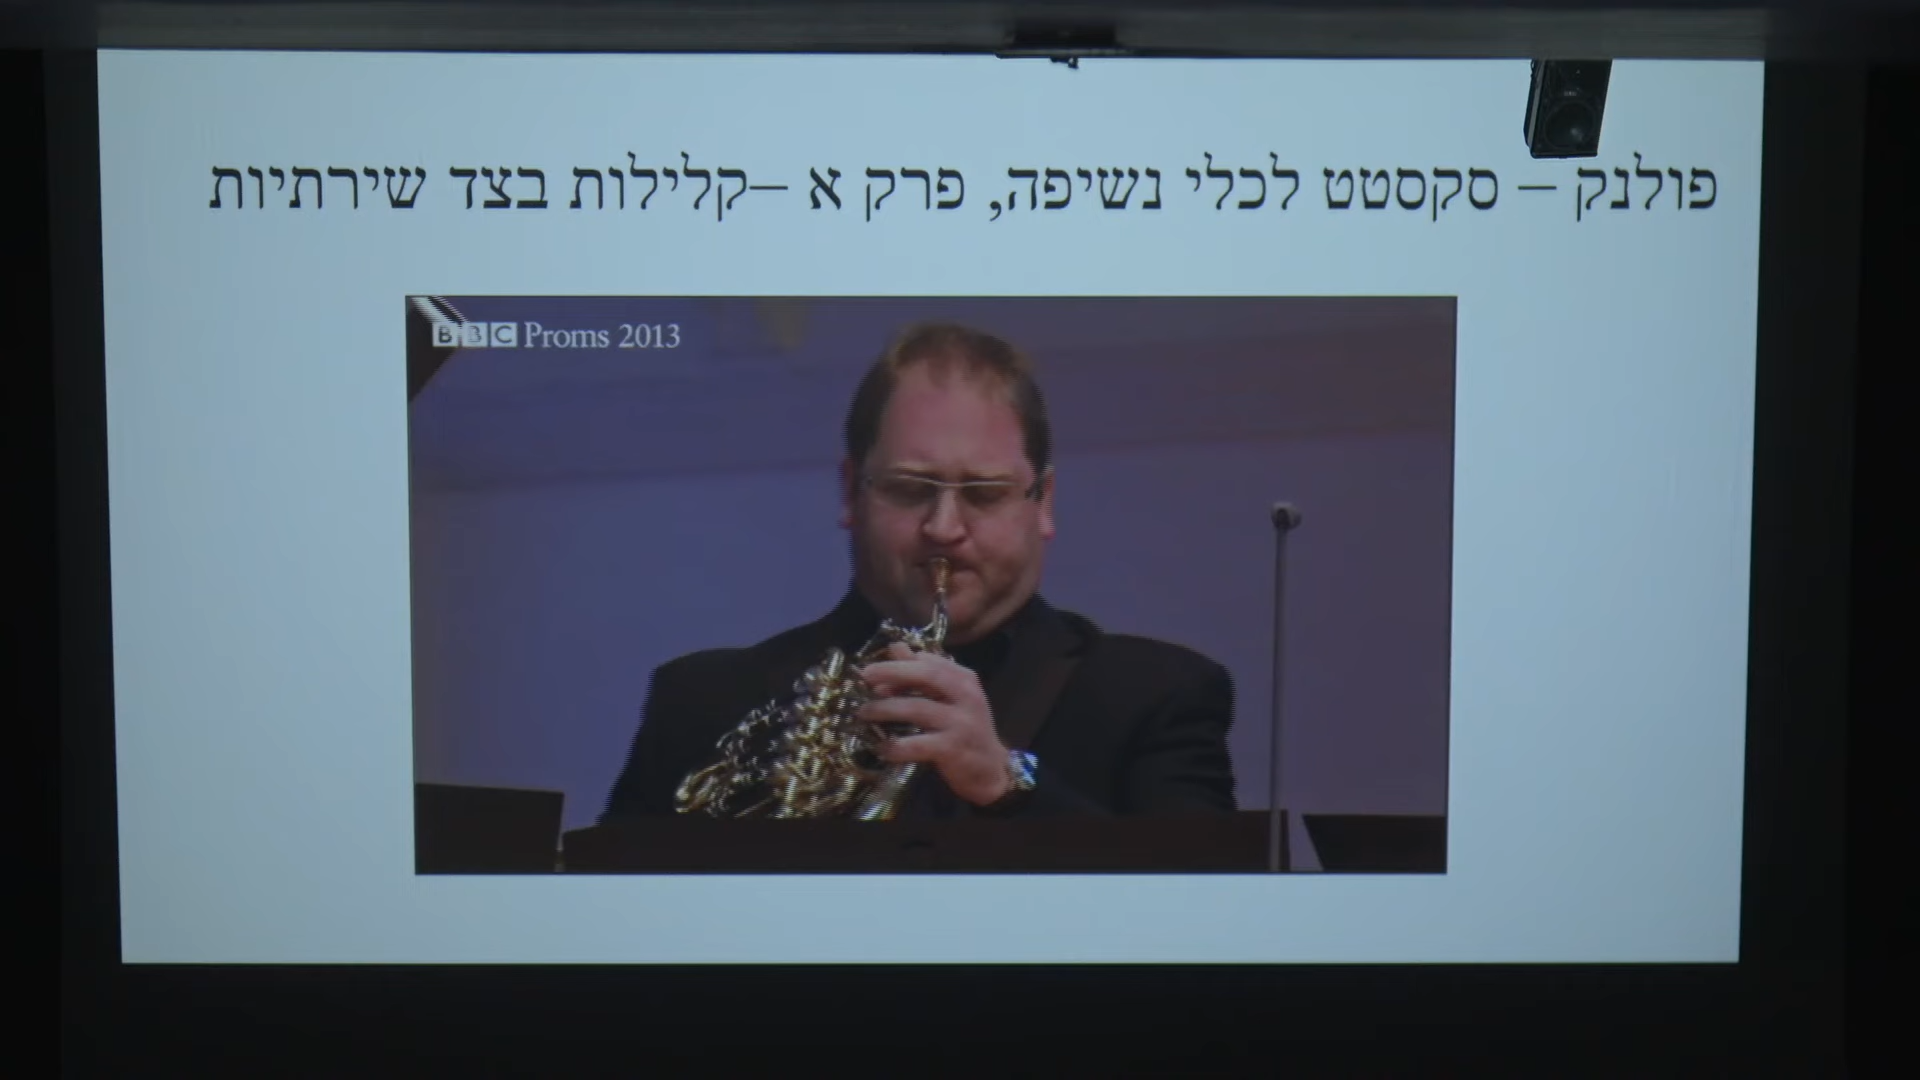 פולנק – סקסטט לכלי נשיפה, פרק א –קלילות בצד שירתיות
BBC Proms 2013